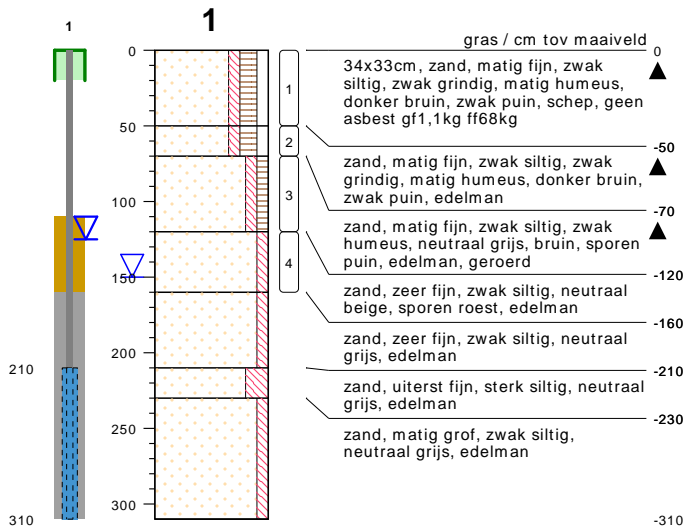 1
1
gras / cm tov maaiveld
0
0
34x33cm, zand, matig fijn, zwak
siltig, zwak grindig, matig humeus,
donker bruin, zwak puin, schep, geen
asbest gf1,1kg ff68kg
1
50
-50
2
zand, matig fijn, zwak siltig, zwak
grindig, matig humeus, donker bruin,
zwak puin, edelman
-70
3
100
zand, matig fijn, zwak siltig, zwak
humeus, neutraal grijs, bruin, sporen
puin, edelman, geroerd
-120
4
150
zand, zeer fijn, zwak siltig, neutraal
beige, sporen roest, edelman
-160
zand, zeer fijn, zwak siltig, neutraal
grijs, edelman
200
210
-210
zand, uiterst fijn, sterk siltig, neutraal
grijs, edelman
-230
zand, matig grof, zwak siltig,
neutraal grijs, edelman
250
300
310
-310